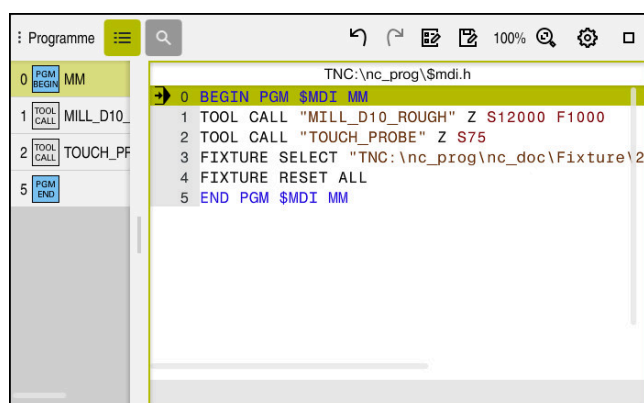 Programme
100%
TNC:\nc_prog\$mdi.h
0 PGM BEGIN MM
1 TOOL CALL MILL_D10_
2 TOOL CALL TOUCH_PF
5 PGM END
0 BEGIN PGM $MDI MM
1 TOOL CALL "MILL_D10_ROUGH" Z S12000 F1000
2 TOOL CALL "TOUCH_PROBE" Z S75
3 FIXTURE SELECT "TNC:\nc_prog\nc_doc\Fixture\2
4 FIXTURE RESET ALL
5 END PGM $MDI MM